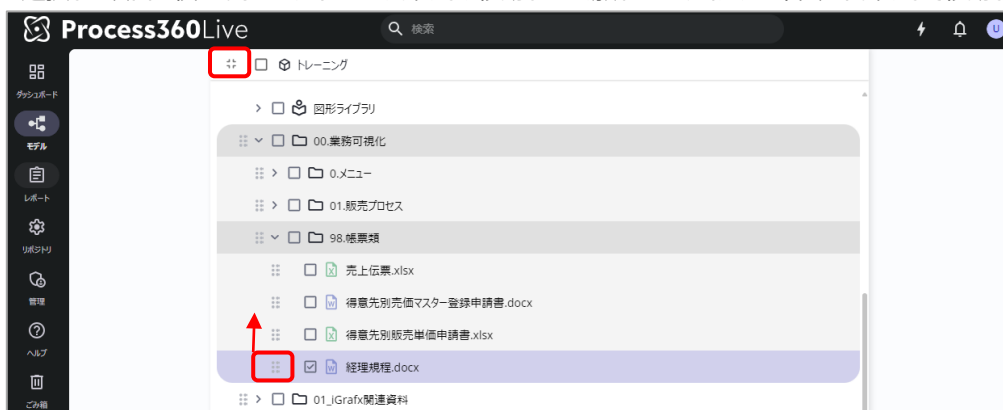 Process360Live
検索
U
ダッシュボード
モデル
レポート
リポジトリ
管理
ヘルプ
ごみ箱
トレーニング
図形ライブラリ
00.業務可視化
0.メニュー
01.販売プロセス
98.帳票類
売上伝票.xlsx
得意先別売価マスター登録申請書.docx
得意先別販売単価申請書.xlsx
経理規程.docx
01_iGrafx関連資料